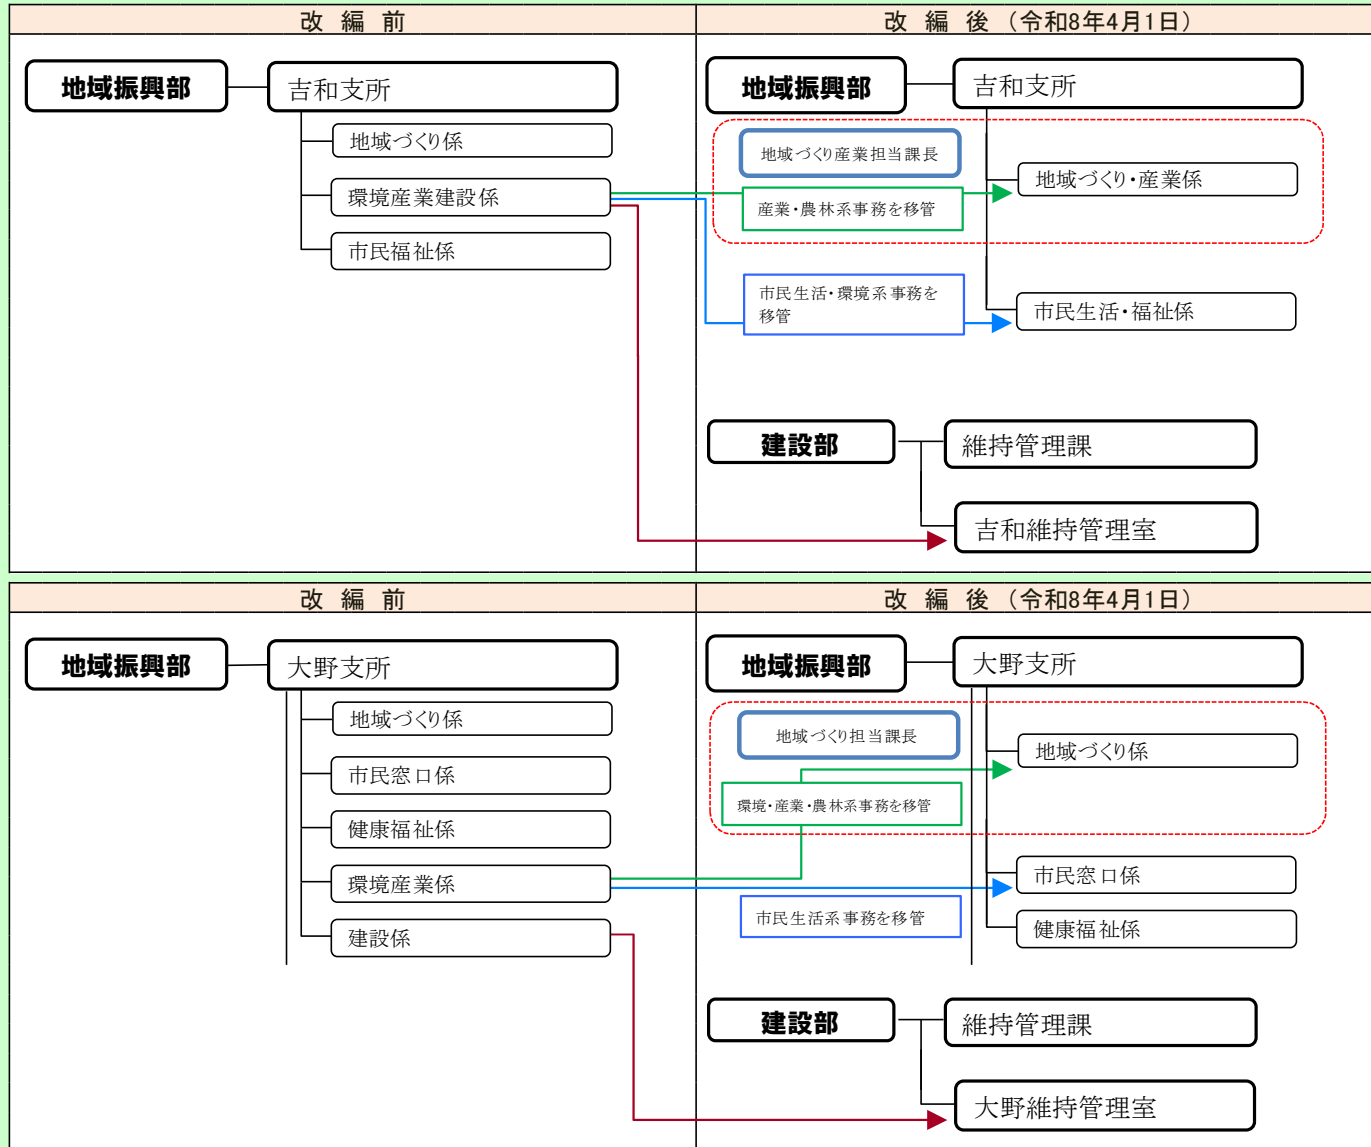 改 編 前
改 編 後 （令和8年4月1日）
地域振興部
吉和支所
地域づくり係
環境産業建設係
市民福祉係
地域振興部
吉和支所
地域づくり産業担当課長
地域づくり・産業係
産業・農林系事務を移管
市民生活・環境系事務を
移管
市民生活・福祉係
建設部
維持管理課
吉和維持管理室
改 編 前
改 編 後 （令和8年4月1日）
地域振興部
大野支所
地域づくり係
市民窓口係
健康福祉係
環境産業係
建設係
地域振興部
大野支所
地域づくり担当課長
地域づくり係
環境・産業・農林系事務を移管
市民窓口係
市民生活系事務を移管
健康福祉係
建設部
維持管理課
大野維持管理室